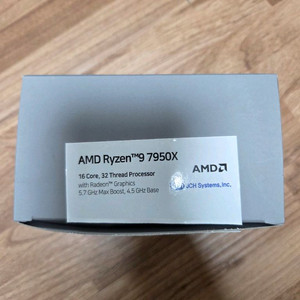 AMD Ryzen™9 7950X
16 Core, 32 Thread Processor
with Radeon™ Graphics
5.7 GHz Max Boost, 4.5 GHz Base
AMD
JCH Systems, Inc.